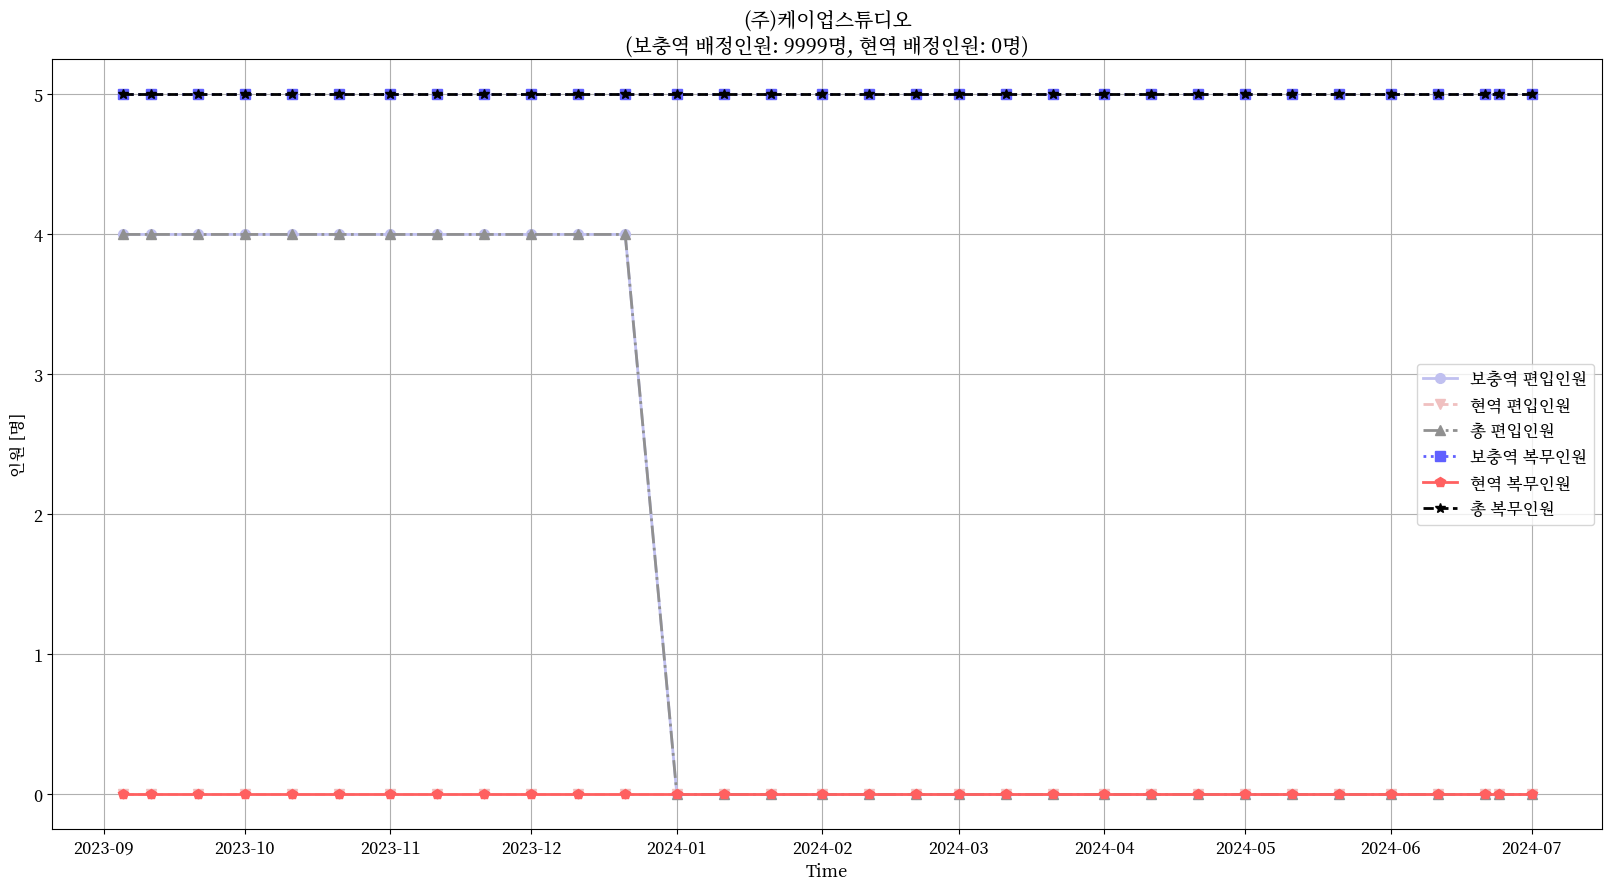 (주)케이업스튜디오
(보충역 배정인원: 9999명, 현역 배정인원: 0명)
5
4
3
2
1
0
인원 [명]
보충역 편입인원
현역 편입인원
총 편입인원
보충역 복무인원
현역 복무인원
총 복무인원
2023-09
2023-10
2023-11
2023-12
2024-01
2024-02
2024-03
2024-04
2024-05
2024-06
2024-07
Time